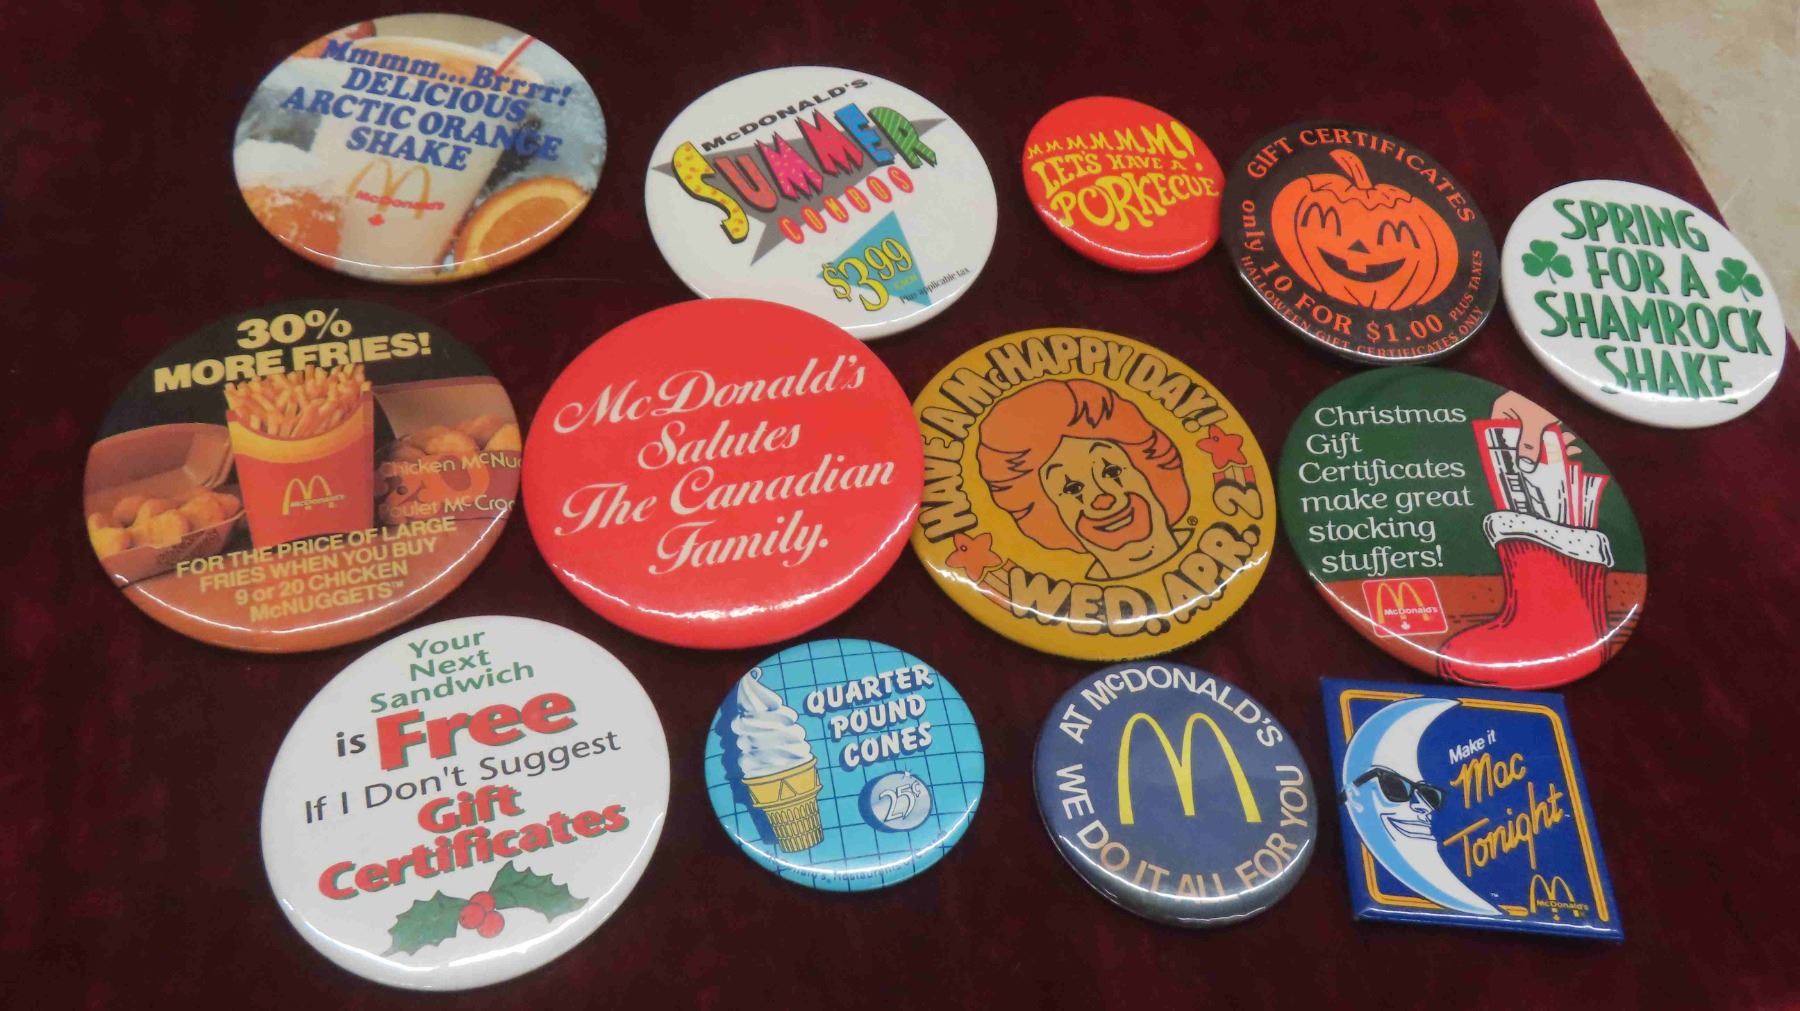 Mmmm...Brrrr!
DELICIOUS
ARCTIC ORANGE
SHAKE
McDonald's
McDONALD'S
SUMMER
COMBOS
$3.99
Plus applicable tax
MMMMMM!
LET'S HAVE A
PORKECUE
GIFT CERTIFICATES
only 10 FOR $1.00 PLUS TAXES
HALLOWEEN GIFT CERTIFICATES ONLY
SPRING
FOR A
SHAMROCK
SHAKE
30%
MORE FRIES!
McDonald's
Chicken McNug
Poulet McCroq
FOR THE PRICE OF LARGE
FRIES WHEN YOU BUY
9 or 20 CHICKEN
McNUGGETS™
McDonald's
Salutes
The Canadian
Family.
HAVE A McHAPPY DAY!
WED. APR. 2
®
Christmas
Gift
Certificates
make great
stocking
stuffers!
McDonald's
Your
Next
Sandwich
is Free
If I Don't Suggest
Gift
Certificates
QUARTER
POUND
CONES
25¢
AT McDONALD'S
WE DO IT ALL FOR YOU
Make it
Mac
Tonight.
™
McDonald's